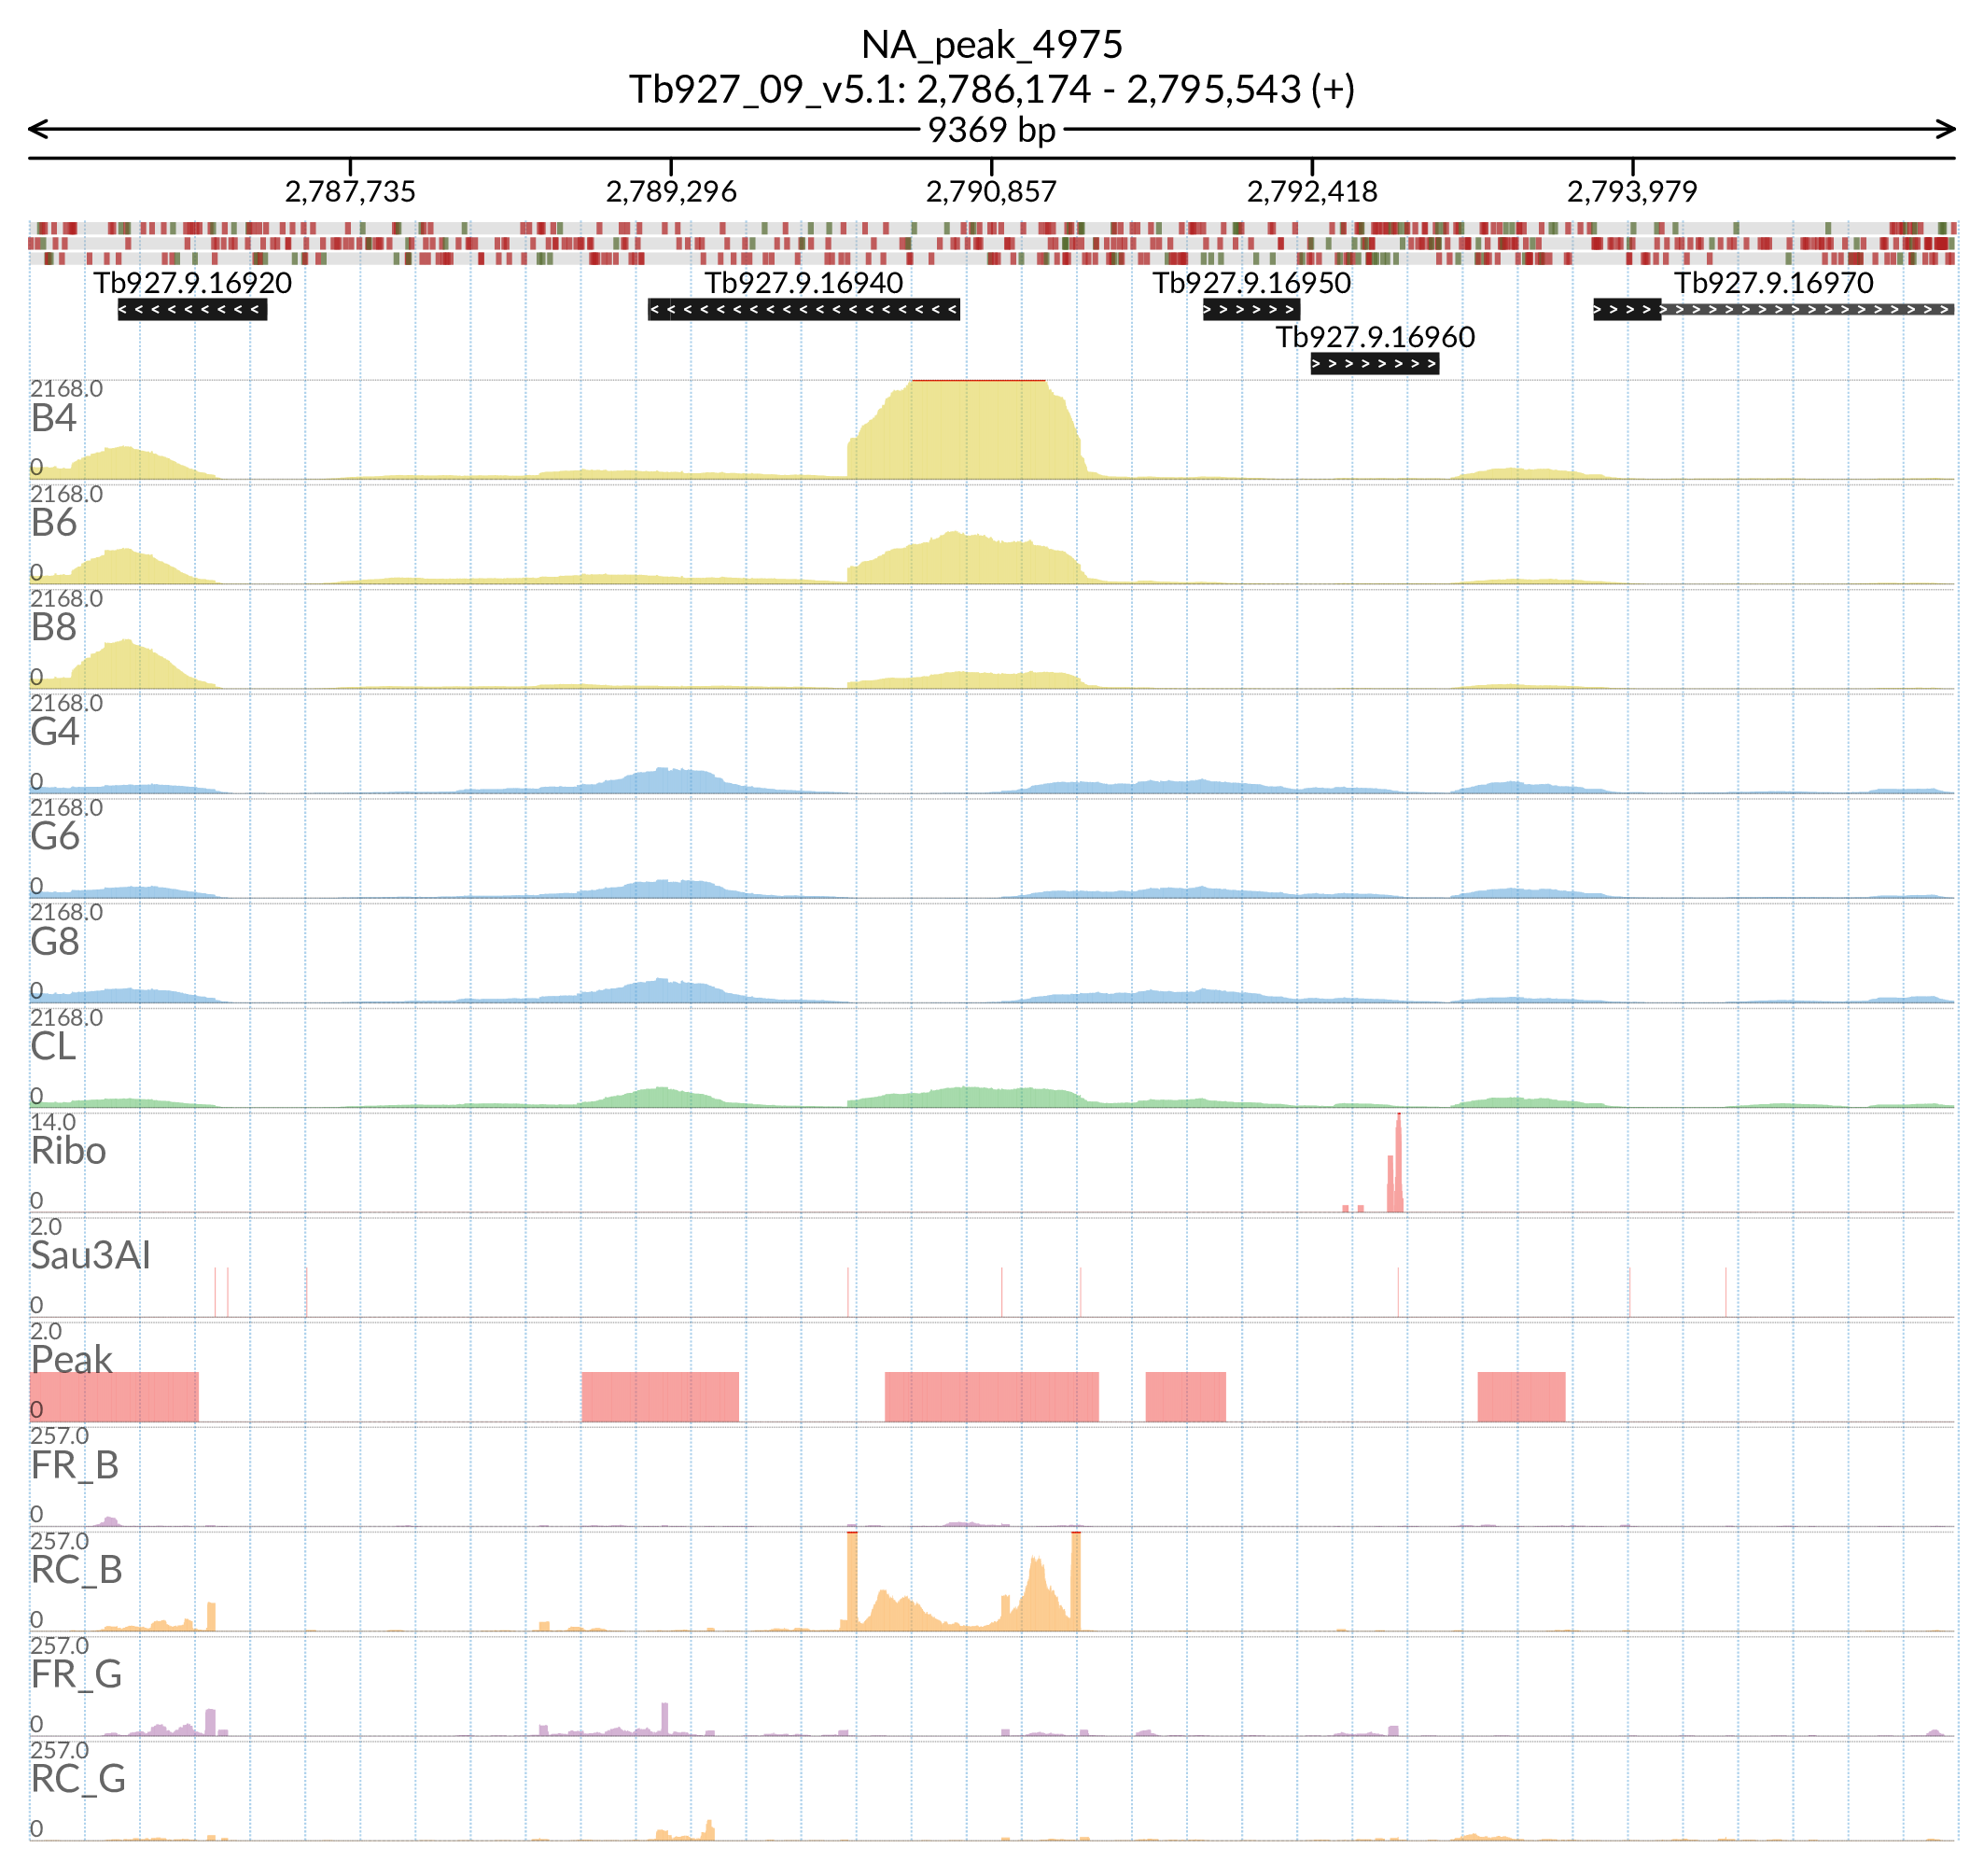 NA_peak_4975
Tb927_09_v5.1: 2,786,174 - 2,795,543 (+)
9369 bp
2,787,735 2,789,296 2,790,857 2,792,418 2,793,979
Tb927.9.16920 Tb927.9.16940 Tb927.9.16950 Tb927.9.16970
Tb927.9.16960
2168.0
B4
0
2168.0
B6
0
2168.0
B8
0
2168.0
G4
0
2168.0
G6
0
2168.0
G8
0
2168.0
CL
0
14.0
Ribo
0
2.0
Sau3AI
0
2.0
Peak
0
257.0
FR_B
0
257.0
RC_B
0
257.0
FR_G
0
257.0
RC_G
0